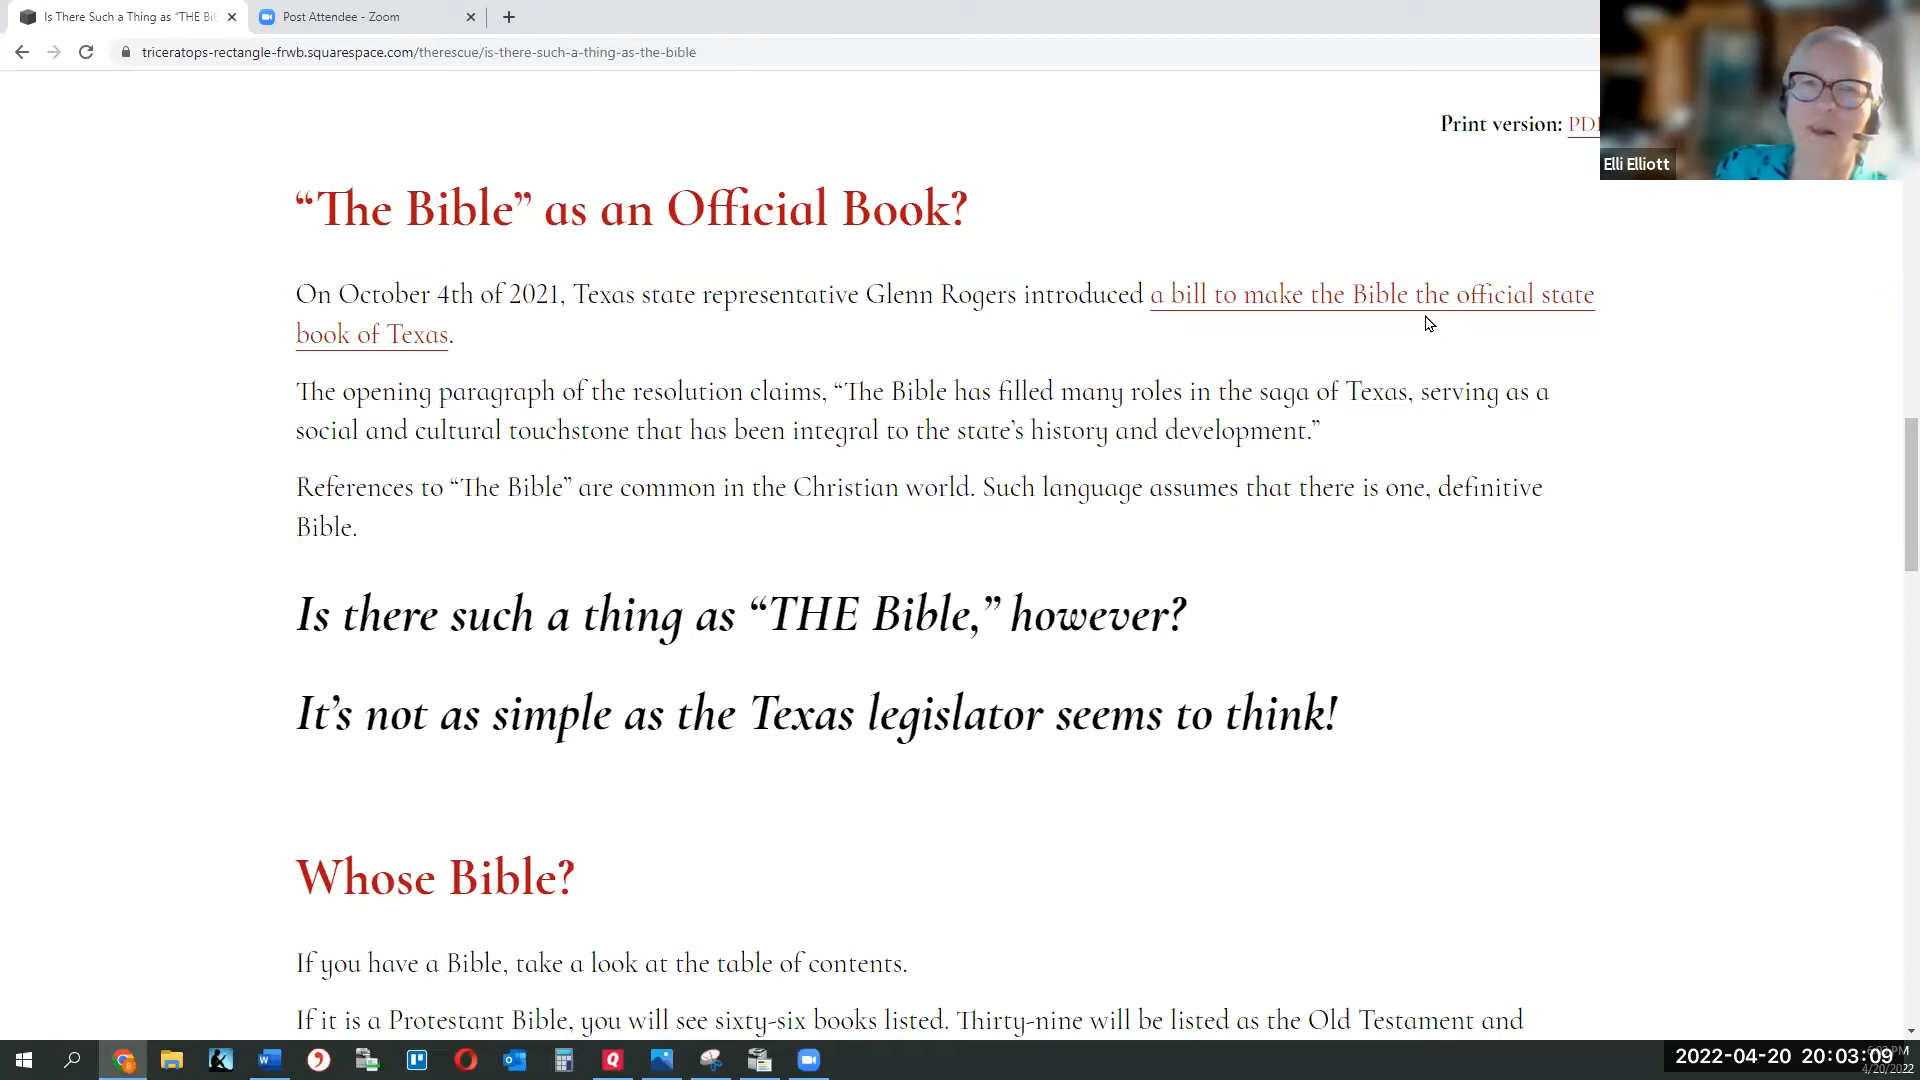 Is There Such a Thing as “THE Bi
Post Attendee - Zoom
triceratops-rectangle-frwb.squarespace.com/therescue/is-there-such-a-thing-as-the-bible
Print version: PD
Elli Elliott
“The Bible” as an Official Book?
On October 4th of 2021, Texas state representative Glenn Rogers introduced a bill to make the Bible the official state
book of Texas.
The opening paragraph of the resolution claims, “The Bible has filled many roles in the saga of Texas, serving as a
social and cultural touchstone that has been integral to the state’s history and development.”
References to “The Bible” are common in the Christian world. Such language assumes that there is one, definitive
Bible.
Is there such a thing as “THE Bible,” however?
It’s not as simple as the Texas legislator seems to think!
Whose Bible?
If you have a Bible, take a look at the table of contents.
If it is a Protestant Bible, you will see sixty-six books listed. Thirty-nine will be listed as the Old Testament and
2022-04-20 20:03:09
4/20/2022